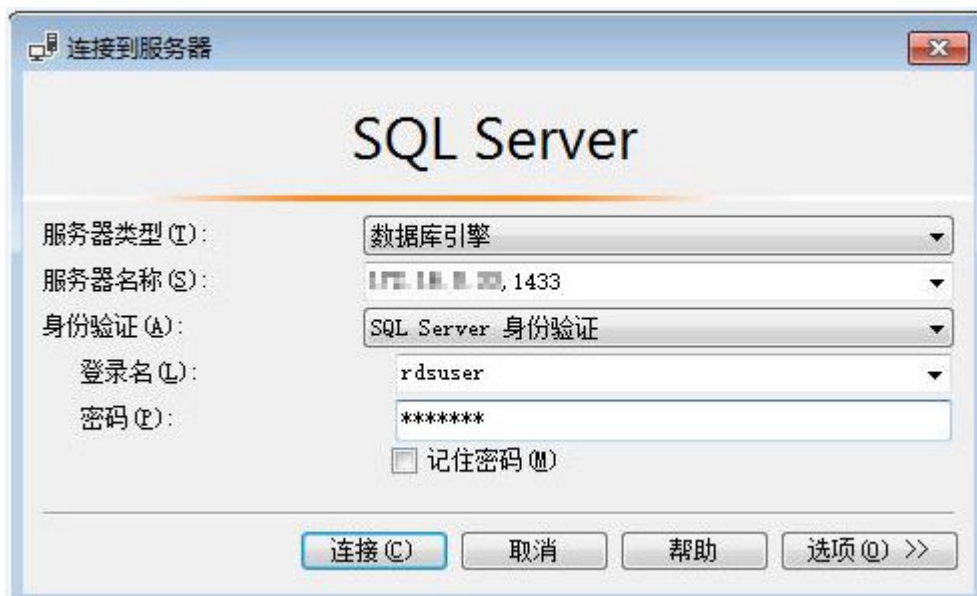 连接到服务器
SQL Server
服务器类型(T): 数据库引擎
服务器名称(S): ,1433
身份验证(A): SQL Server 身份验证
登录名(L): rdsuser
密码(P): *******
记住密码(M)
连接(C) 取消 帮助 选项(O) >>